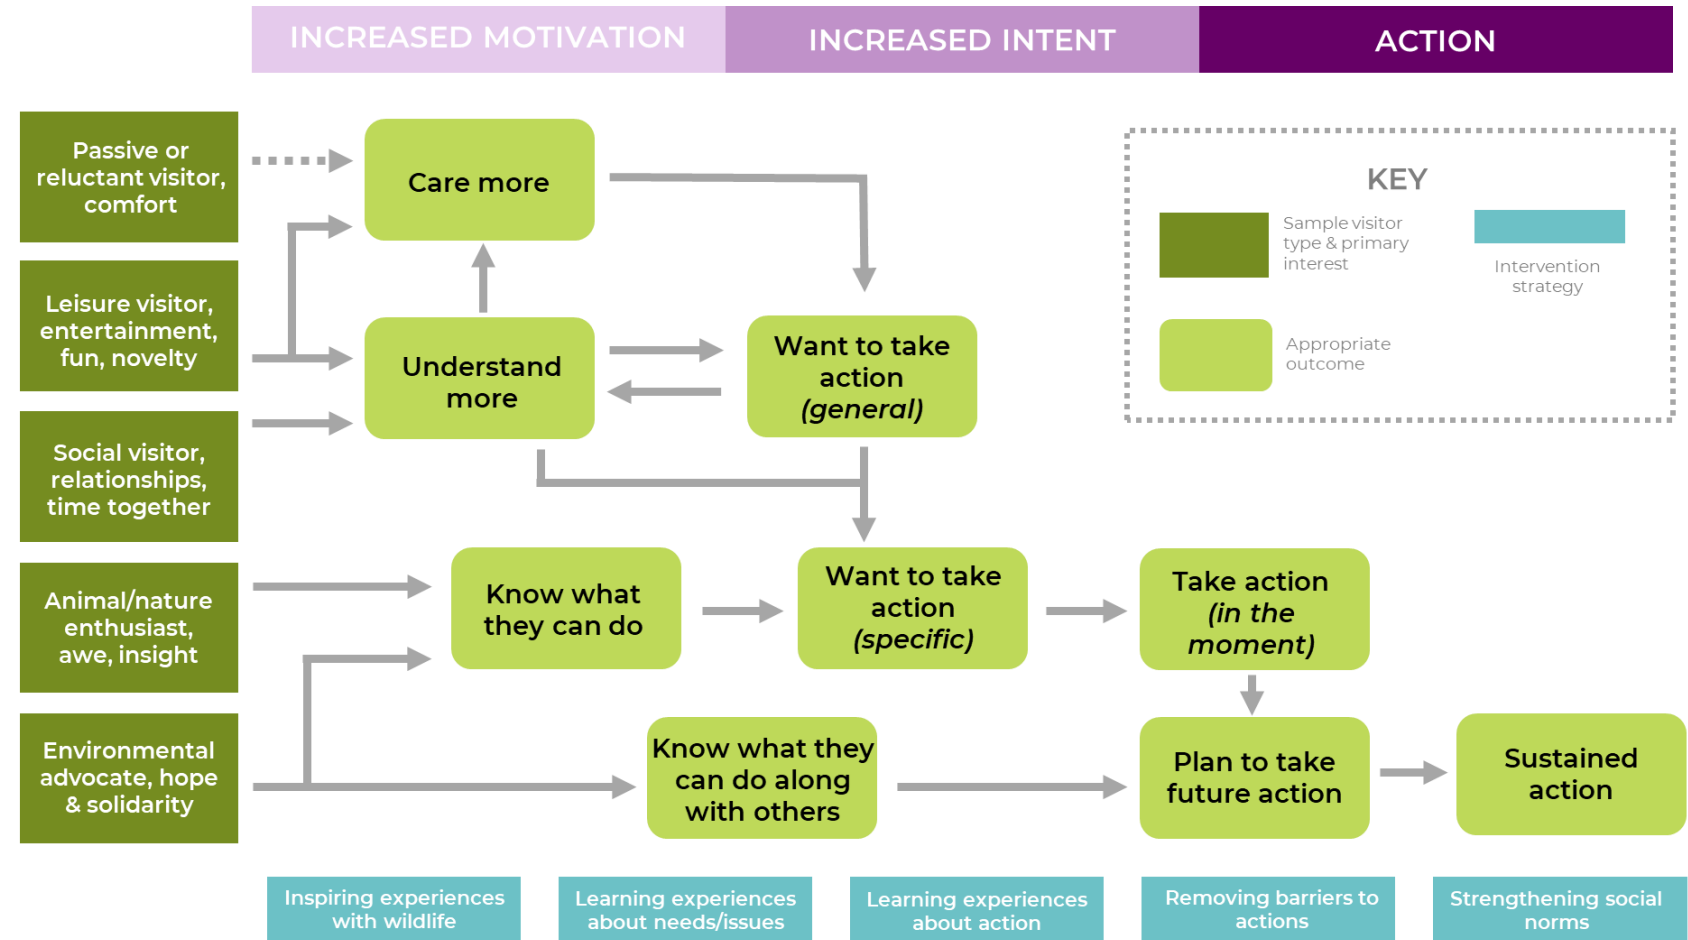 INCREASED MOTIVATION
INCREASED INTENT
ACTION
Passive or
reluctant visitor,
comfort
Care more
KEY
Sample visitor
type & primary
interest
Intervention
strategy
Appropriate
outcome
Leisure visitor,
entertainment,
fun, novelty
Understand
more
Want to take
action
(general)
Social visitor,
relationships,
time together
Animal/nature
enthusiast,
awe, insight
Know what
they can do
Want to take
action
(specific)
Take action
(in the
moment)
Environmental
advocate, hope
& solidarity
Know what they
can do along
with others
Plan to take
future action
Sustained
action
Inspiring experiences
with wildlife
Learning experiences
about needs/issues
Learning experiences
about action
Removing barriers to
actions
Strengthening social
norms